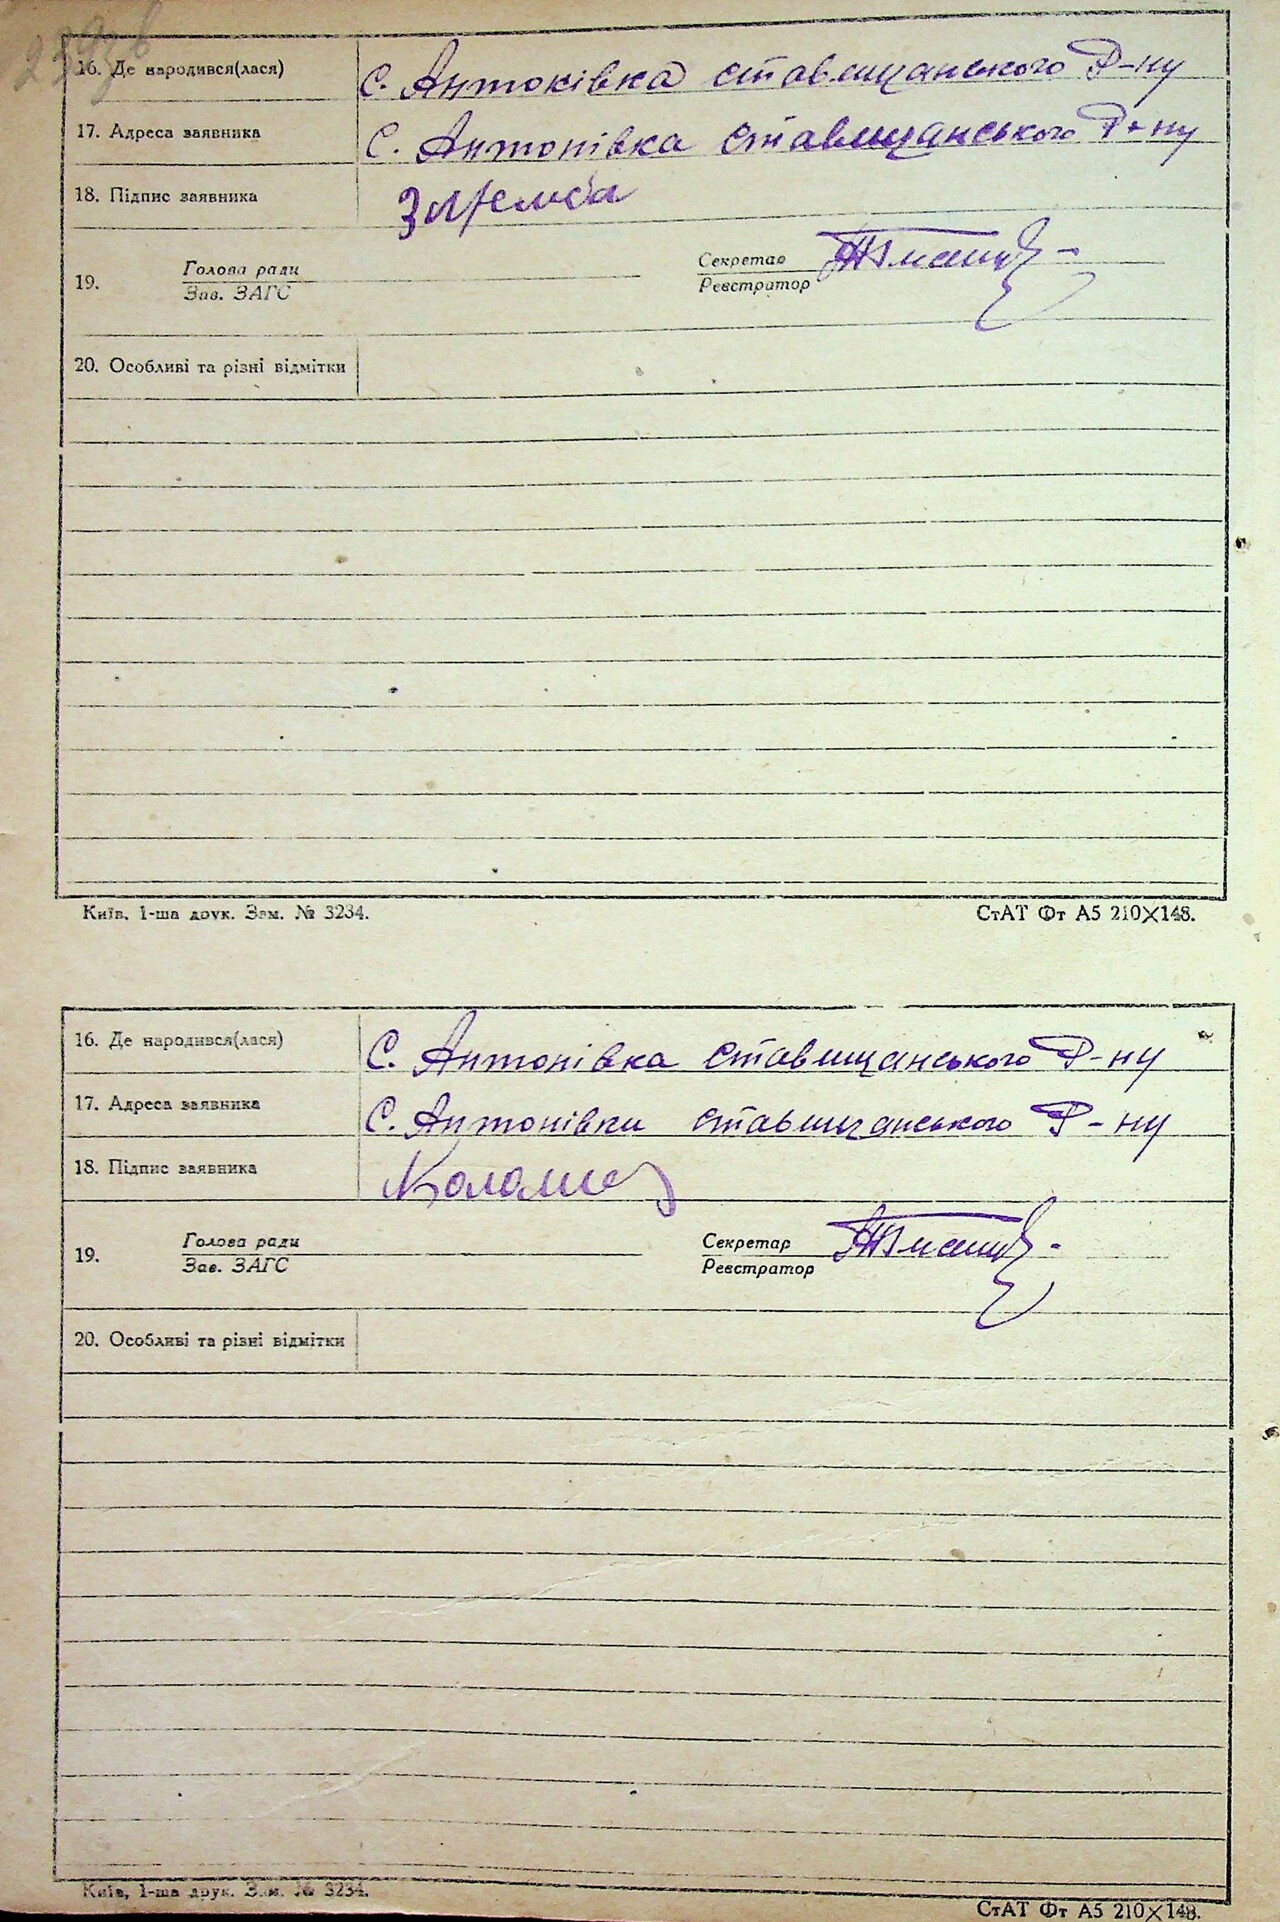 16. Де народився(лася) с. Антонівка Ставищанського Р-ну
17. Адреса заявника с. Антонівка Ставищанського Р-ну
18. Підпис заявника
19. Голова ради Секретар
Зав. ЗАГС Реєстратор
20. Особливі та різні відмітки
Київ, 1-ша друк. Зам. № 3234. СтАТ Фт А5 210×148.
16. Де народився(лася) с. Антонівка Ставищанського Р-ну
17. Адреса заявника с. Антонівки Ставищанського Р-ну
18. Підпис заявника Коломієц
19. Голова ради Секретар
Зав. ЗАГС Реєстратор
20. Особливі та різні відмітки
Київ, 1-ша друк. Зам. № 3234.
СтАТ Фт А5 210×148.